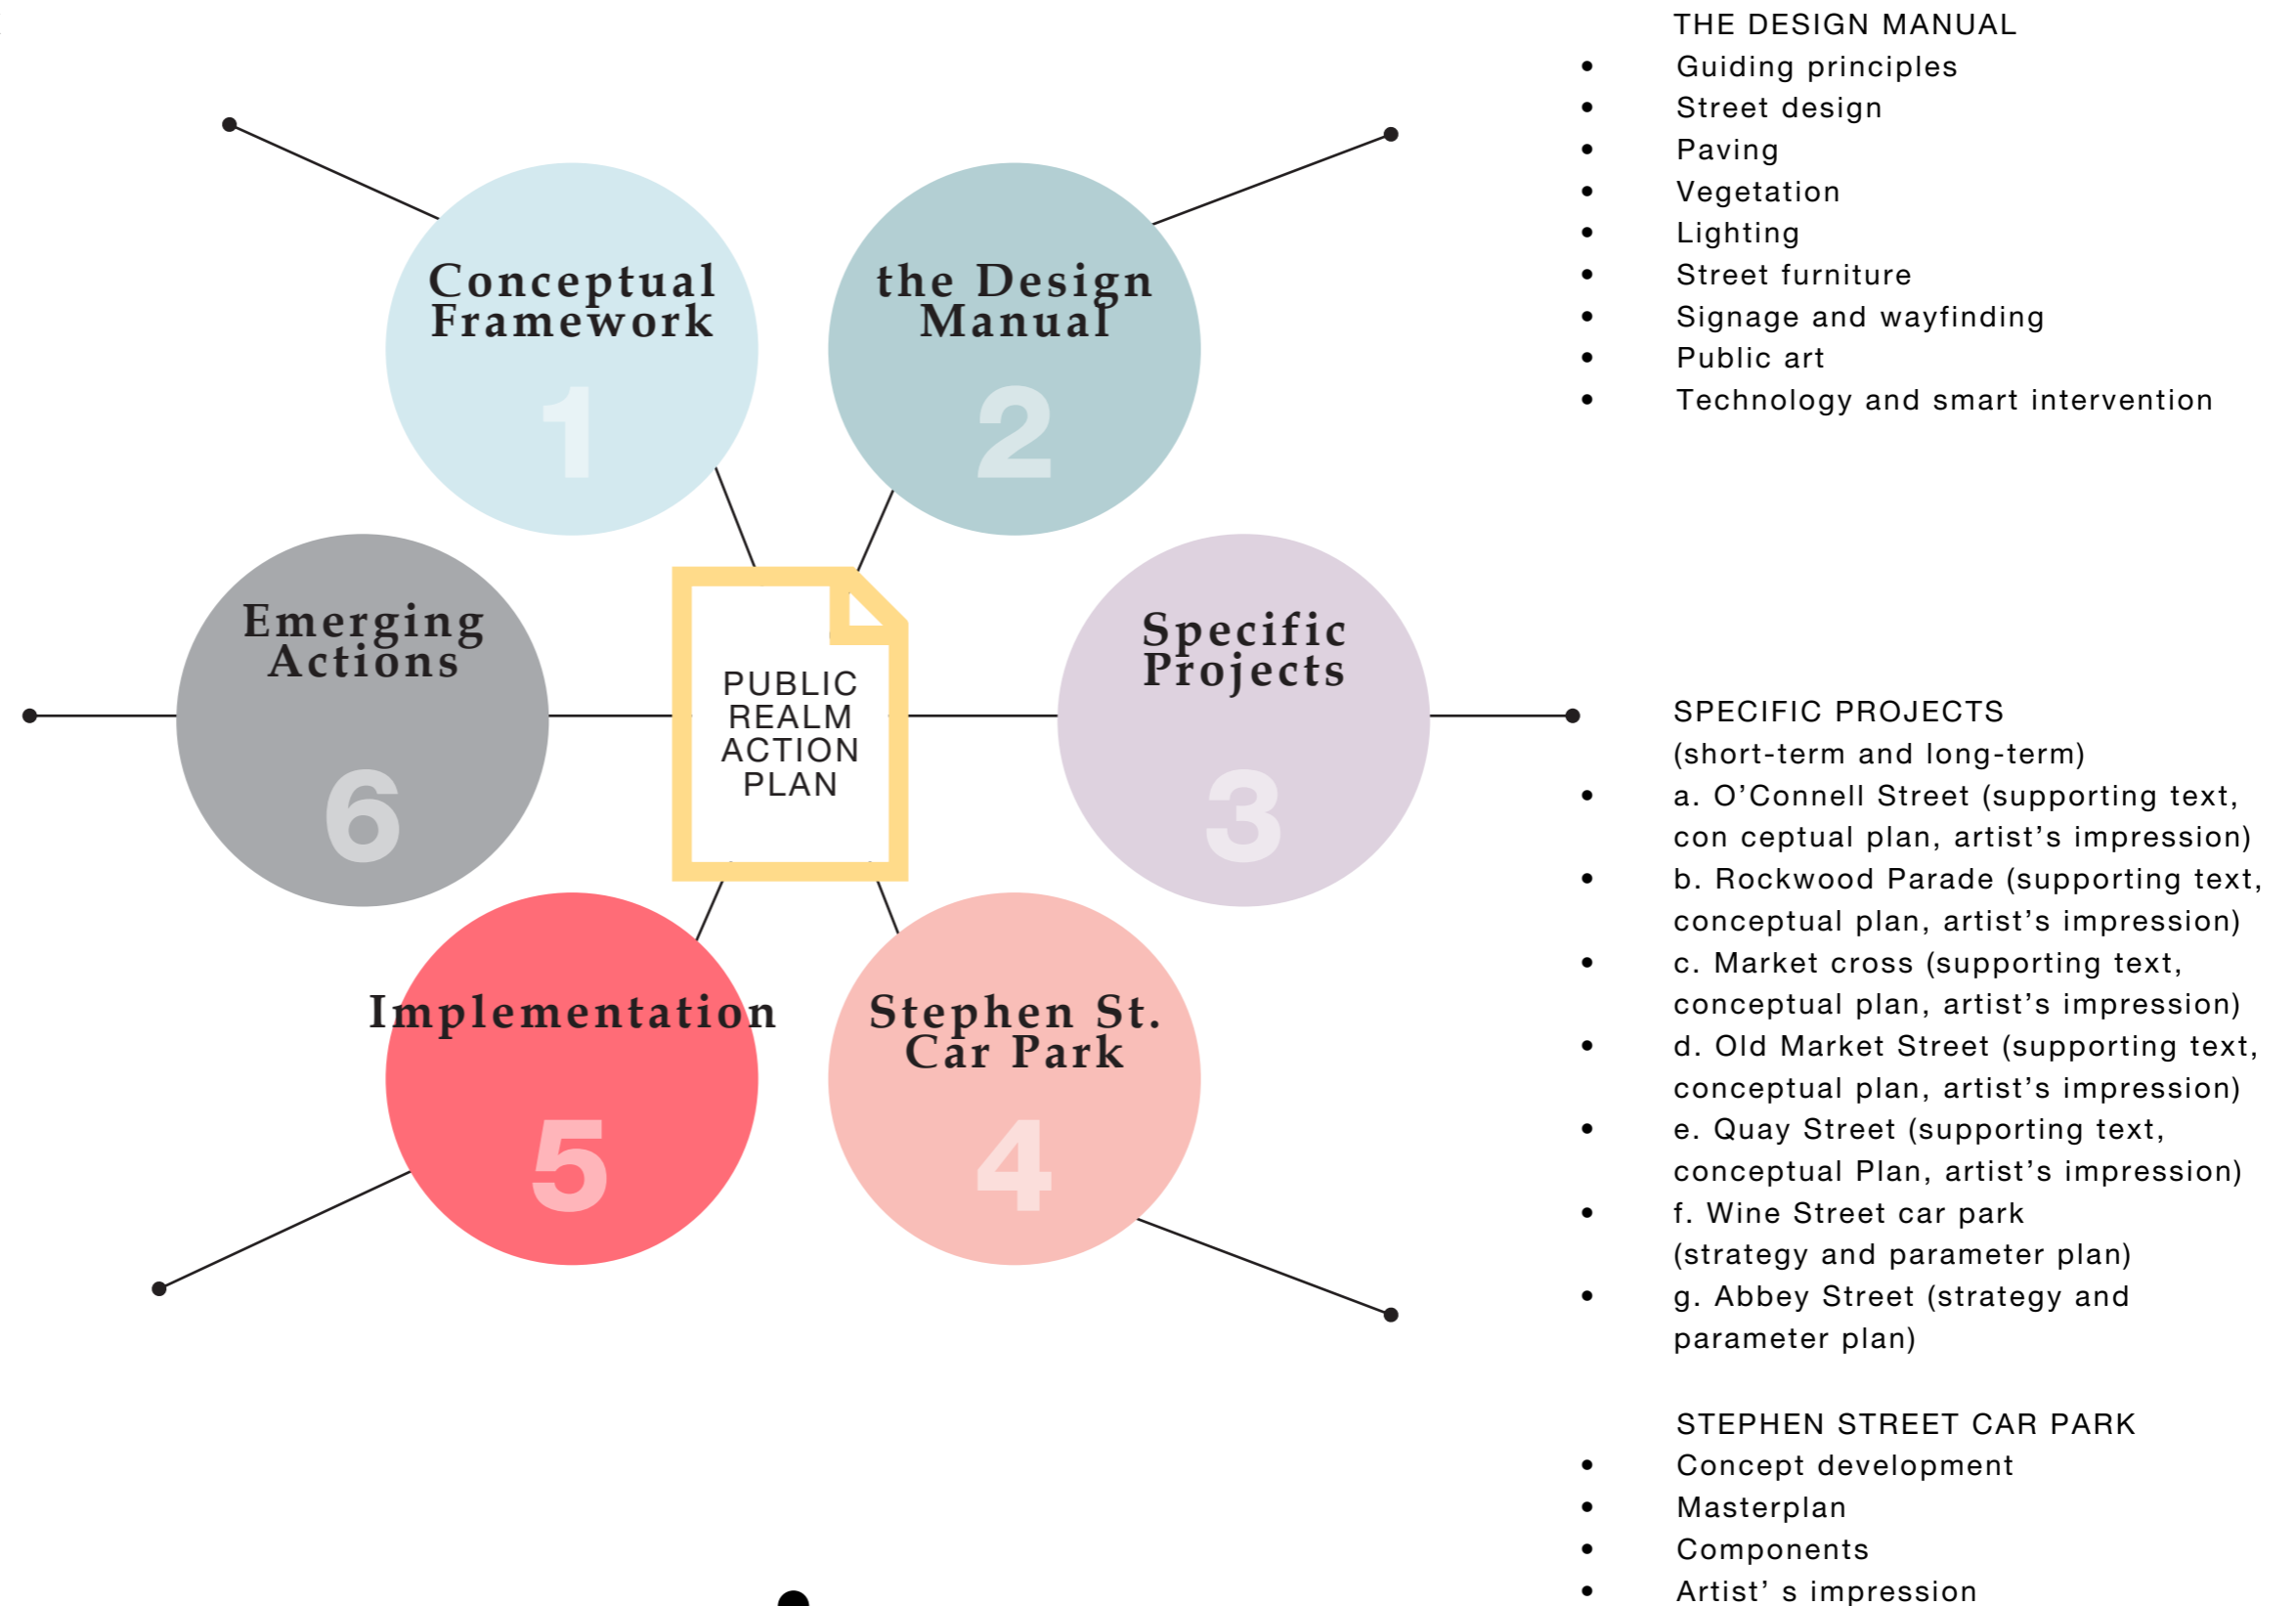 Conceptual
Framework
1
the Design
Manual
2
Emerging
Actions
6
PUBLIC
REALM
ACTION
PLAN
Specific
Projects
3
Implementation
5
Stephen St.
Car Park
4
THE DESIGN MANUAL
• Guiding principles
• Street design
• Paving
• Vegetation
• Lighting
• Street furniture
• Signage and wayfinding
• Public art
• Technology and smart intervention
SPECIFIC PROJECTS
(short-term and long-term)
• a. O’Connell Street (supporting text,
con ceptual plan, artist’s impression)
• b. Rockwood Parade (supporting text,
conceptual plan, artist’s impression)
• c. Market cross (supporting text,
conceptual plan, artist’s impression)
• d. Old Market Street (supporting text,
conceptual plan, artist’s impression)
• e. Quay Street (supporting text,
conceptual Plan, artist’s impression)
• f. Wine Street car park
(strategy and parameter plan)
• g. Abbey Street (strategy and
parameter plan)
STEPHEN STREET CAR PARK
• Concept development
• Masterplan
• Components
• Artist’ s impression